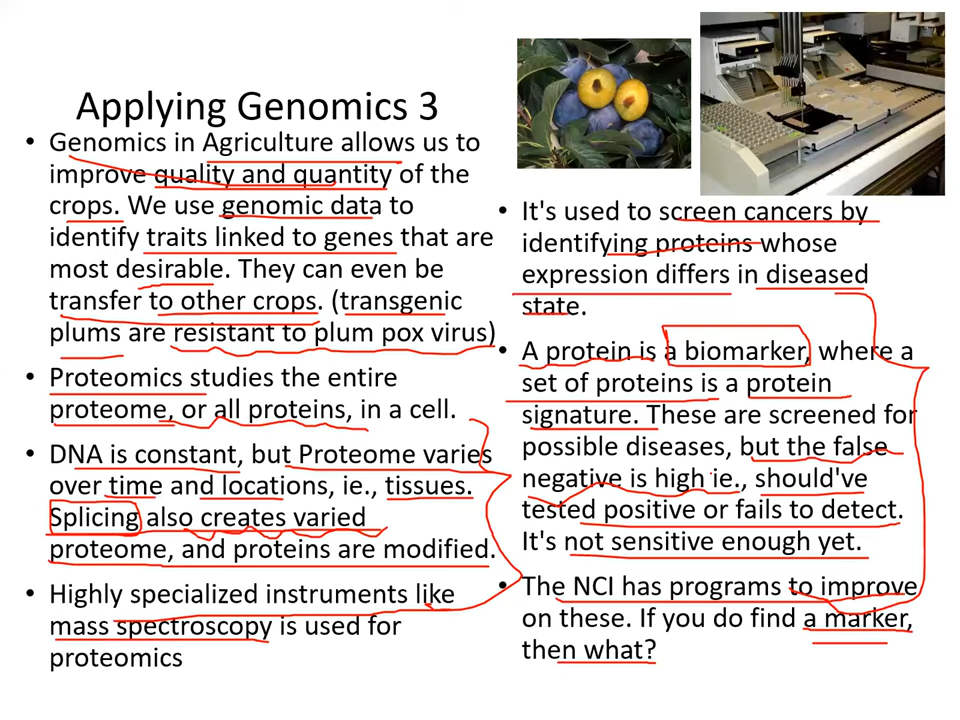 Applying Genomics 3
• Genomics in Agriculture allows us to
improve quality and quantity of the
crops. We use genomic data to
identify traits linked to genes that are
most desirable. They can even be
transfer to other crops. (transgenic
plums are resistant to plum pox virus)
• Proteomics studies the entire
proteome, or all proteins, in a cell.
• DNA is constant, but Proteome varies
over time and locations, ie., tissues.
Splicing also creates varied
proteome, and proteins are modified.
• Highly specialized instruments like
mass spectroscopy is used for
proteomics
• It's used to screen cancers by
identifying proteins whose
expression differs in diseased
state.
• A protein is a biomarker, where a
set of proteins is a protein
signature. These are screened for
possible diseases, but the false
negative is high ie., should've
tested positive or fails to detect.
It's not sensitive enough yet.
• The NCI has programs to improve
on these. If you do find a marker,
then what?